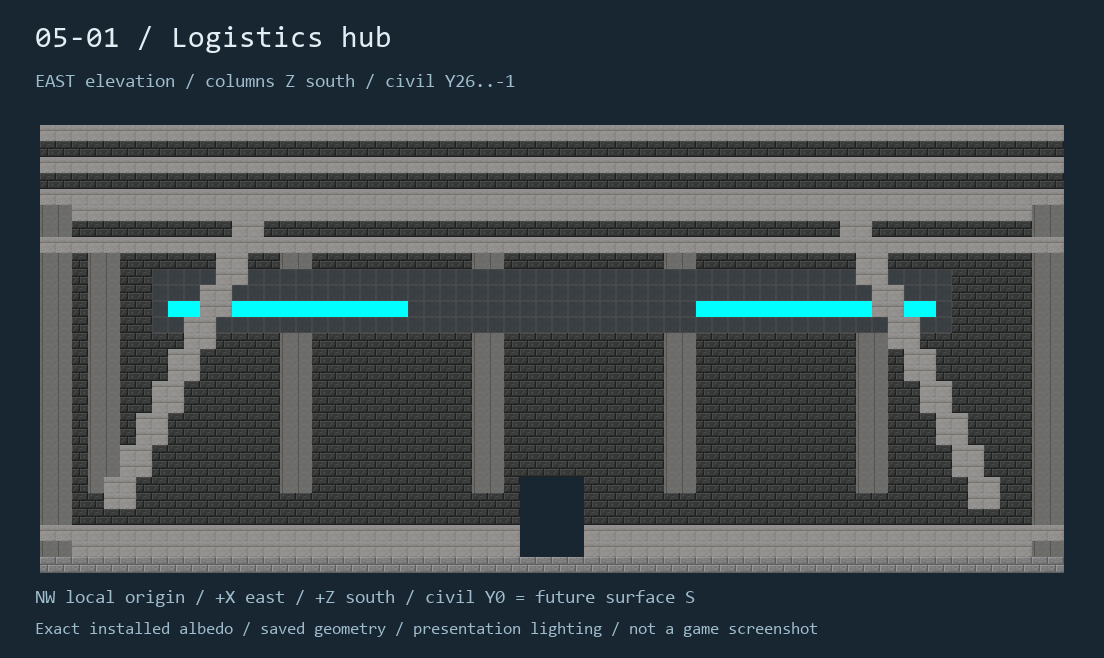 05-01 / Logistics hub
EAST elevation / columns Z south / civil Y26..-1
NW local origin / +X east / +Z south / civil Y0 = future surface S
Exact installed albedo / saved geometry / presentation lighting / not a game screenshot